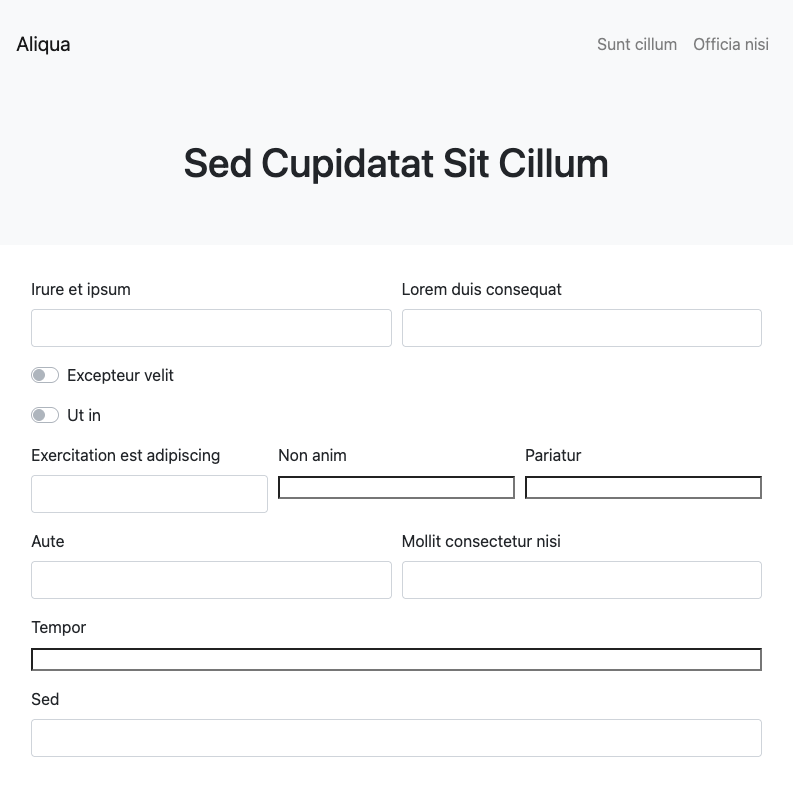 Aliqua
Sunt cillum Officia nisi
Sed Cupidatat Sit Cillum
Irure et ipsum
Lorem duis consequat
Excepteur velit
Ut in
Exercitation est adipiscing
Non anim
Pariatur
Aute
Mollit consectetur nisi
Tempor
Sed